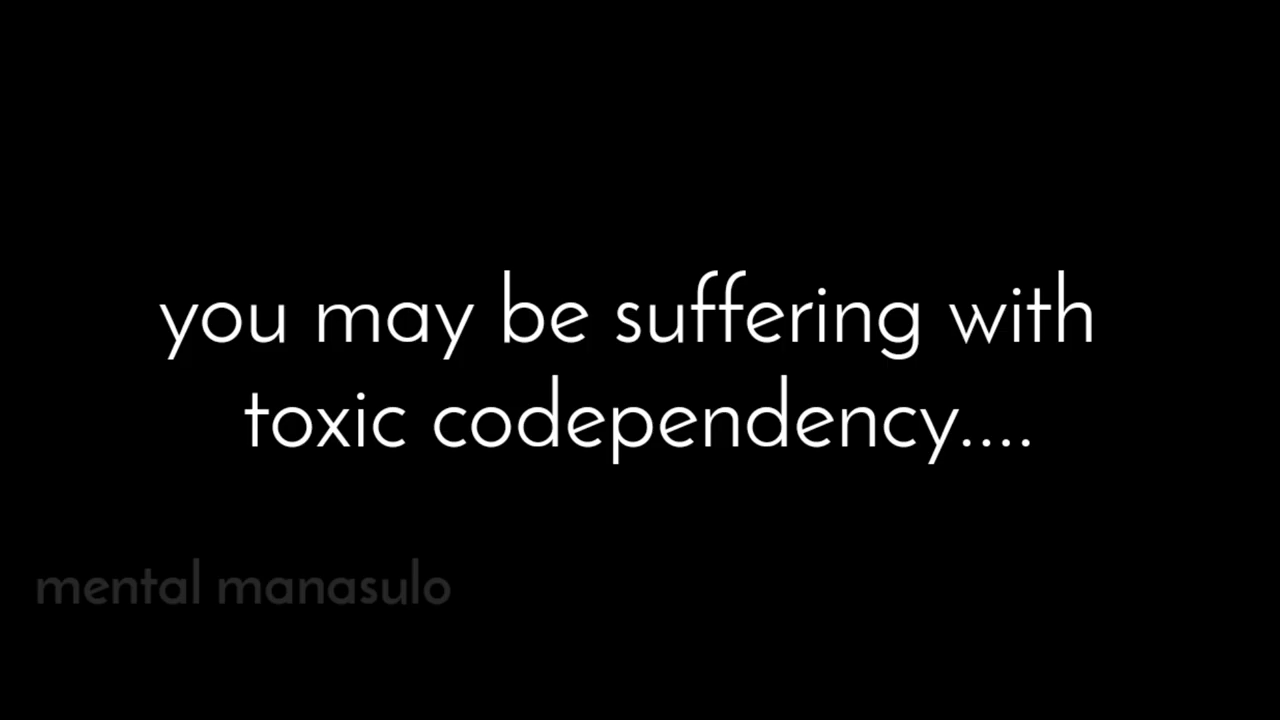 you may be suffering with
toxic codependency....
mental manasulo